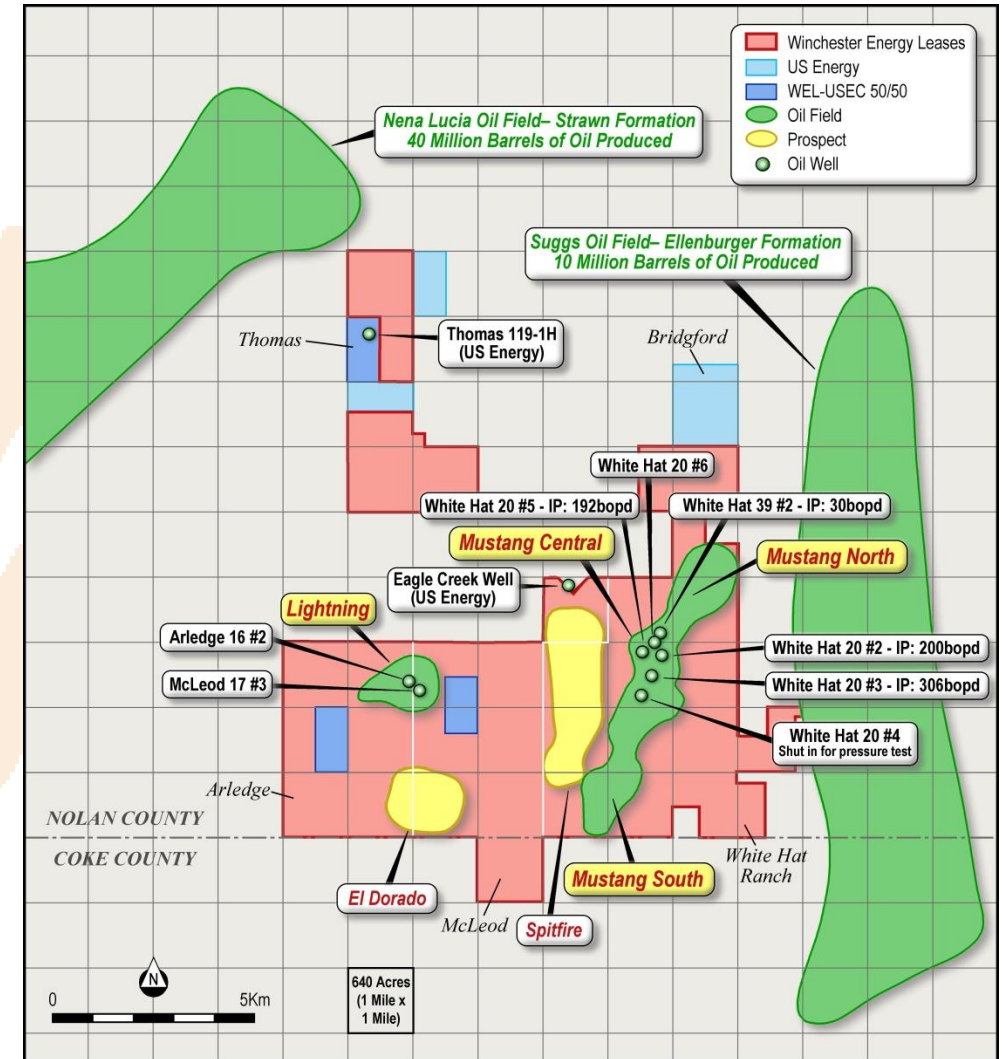 Winchester Energy Leases
US Energy
WEL-USEC 50/50
Oil Field
Prospect
Oil Well
Nena Lucia Oil Field– Strawn Formation
40 Million Barrels of Oil Produced
Suggs Oil Field– Ellenburger Formation
10 Million Barrels of Oil Produced
Thomas
Thomas 119-1H
(US Energy)
Bridgford
White Hat 20 #6
White Hat 20 #5 - IP: 192bopd
White Hat 39 #2 - IP: 30bopd
Mustang Central
Mustang North
Eagle Creek Well
(US Energy)
Lightning
Arledge 16 #2
McLeod 17 #3
White Hat 20 #2 - IP: 200bopd
White Hat 20 #3 - IP: 306bopd
White Hat 20 #4
Shut in for pressure test
Arledge
NOLAN COUNTY
COKE COUNTY
White Hat
Ranch
Mustang South
El Dorado
McLeod
Spitfire
N
0
5Km
640 Acres
(1 Mile x
1 Mile)